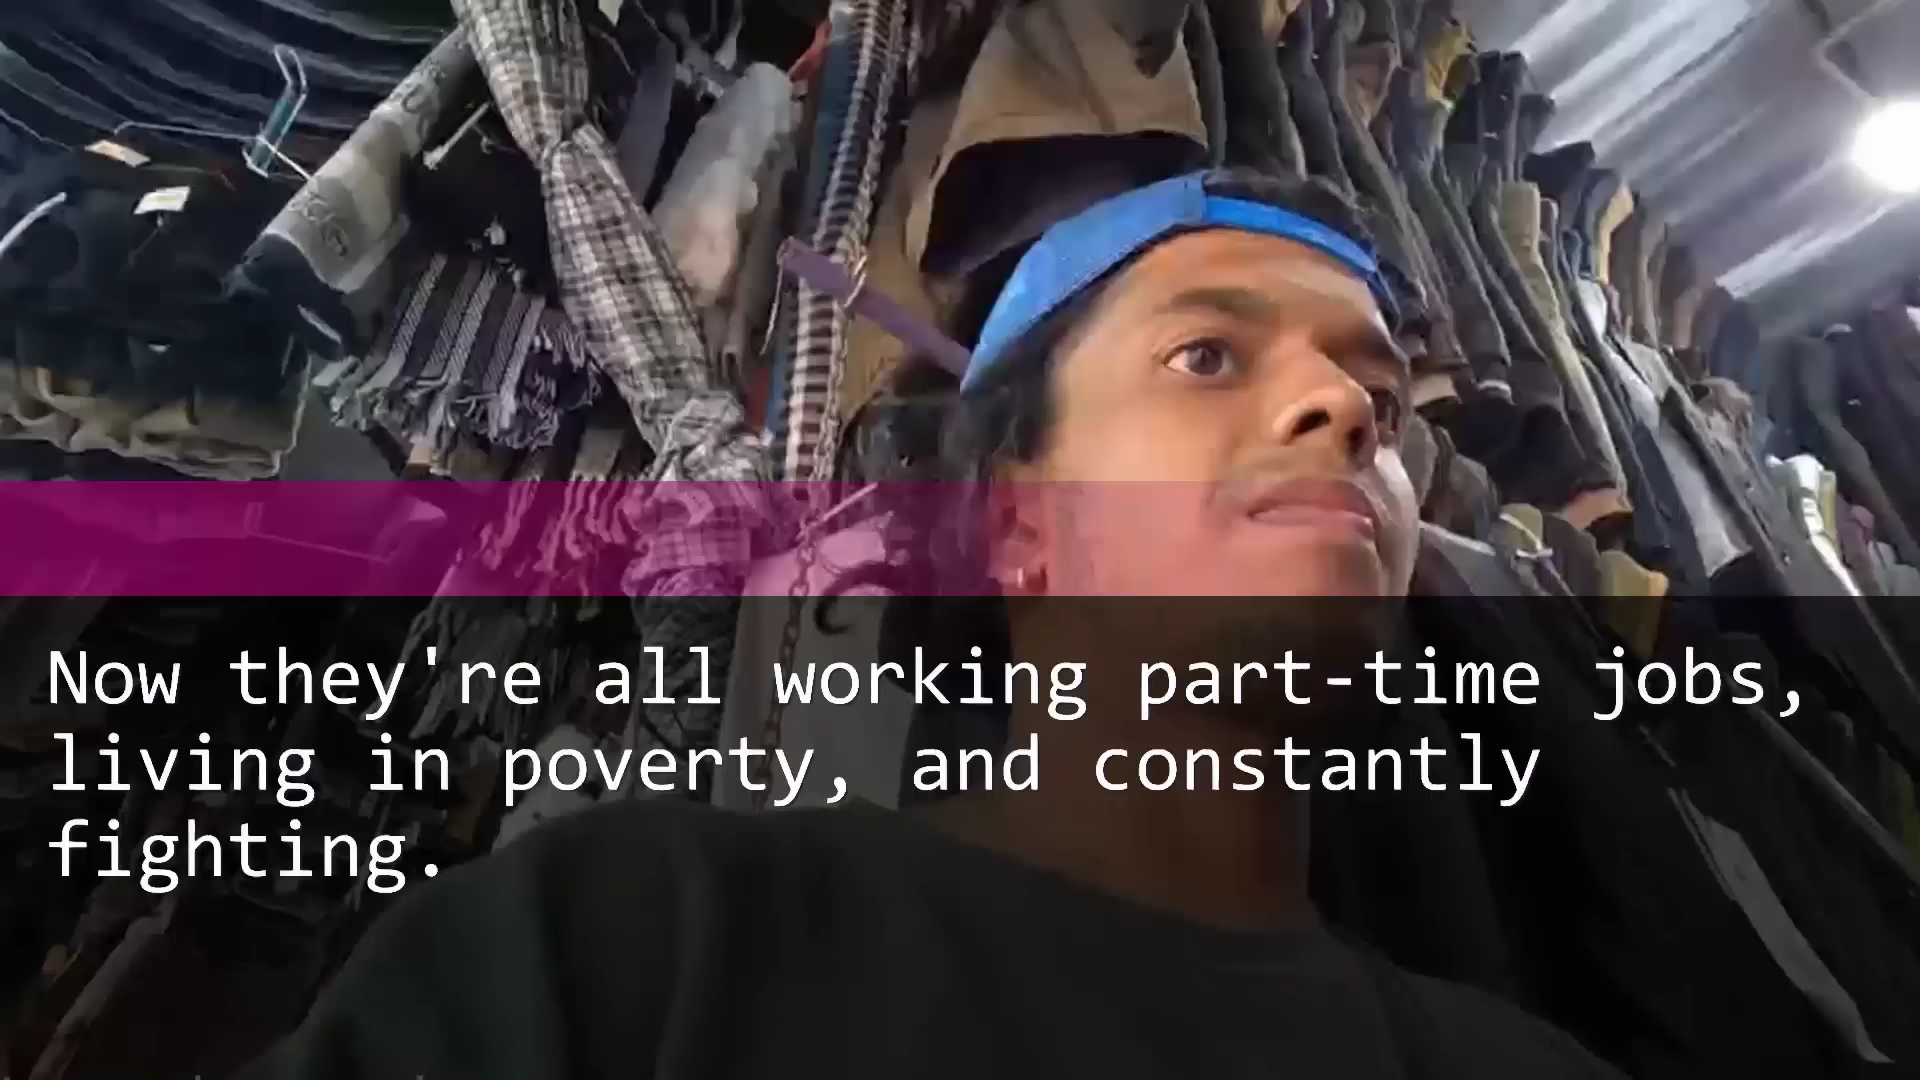 Now they're all working part-time jobs,
living in poverty, and constantly
fighting.